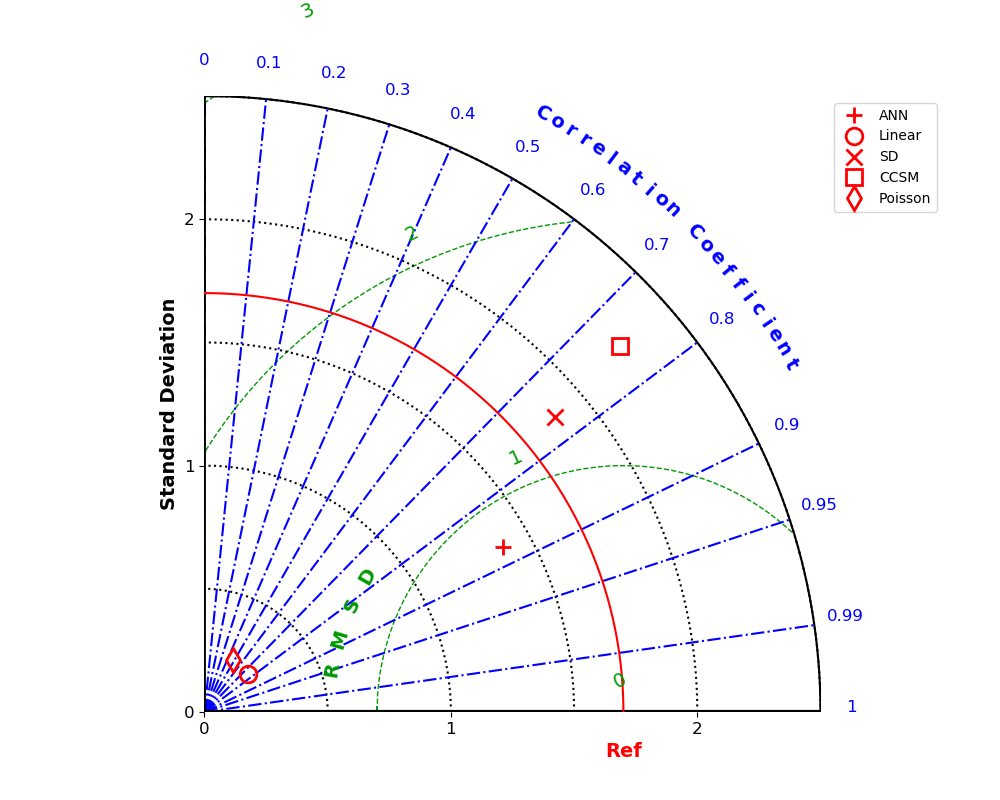 3
0
0.1
0.2
0.3
0.4
0.5
0.6
0.7
0.8
0.9
0.95
0.99
1
Correlation Coefficient
ANN
Linear
SD
CCSM
Poisson
2
1
0
Standard Deviation
2
1
0
RMSD
0
1
2
Ref